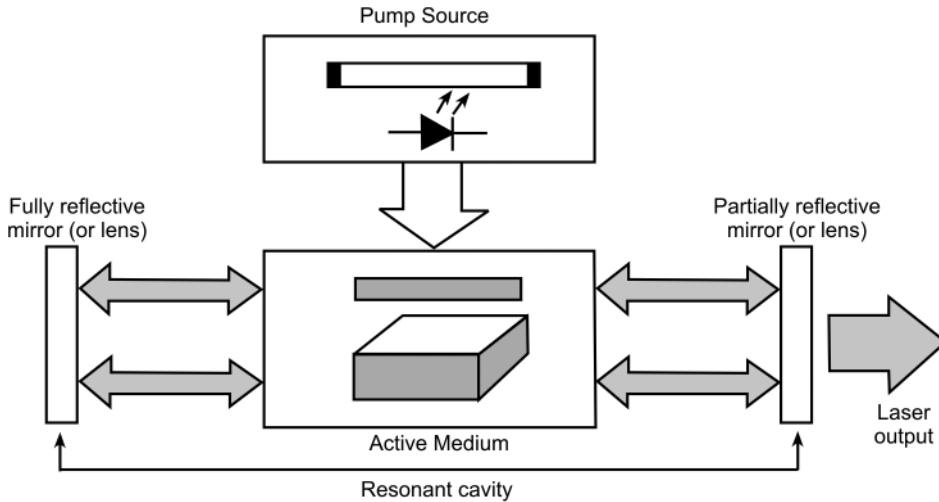 Pump Source
Fully reflective
mirror (or lens)
Partially reflective
mirror (or lens)
Active Medium
Laser
output
Resonant cavity